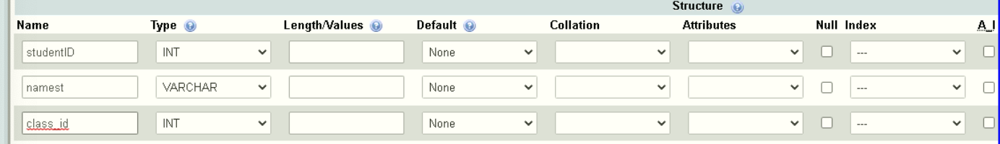 Structure
Name Type Length/Values Default Collation Attributes Null Index A_I
studentID INT None ---
namest VARCHAR None ---
class_id INT None ---